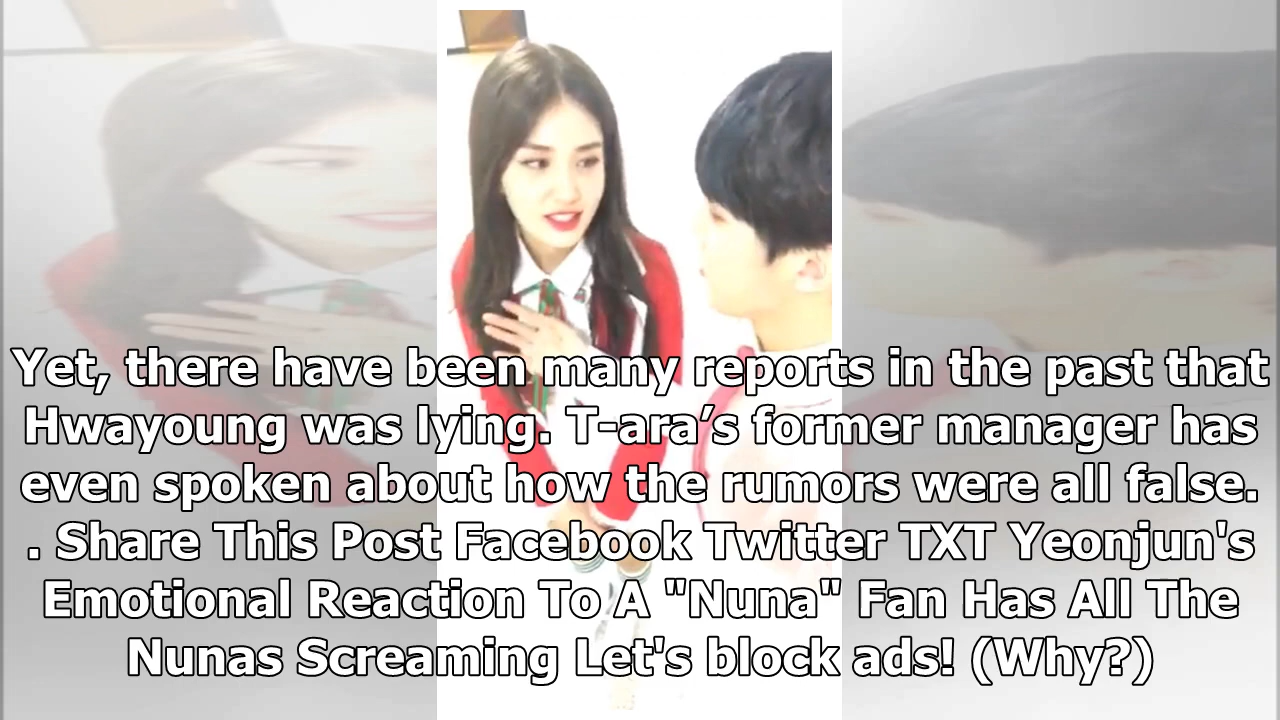 Yet, there have been many reports in the past that
Hwayoung was lying. T-ara’s former manager has
even spoken about how the rumors were all false.
. Share This Post Facebook Twitter TXT Yeonjun's
Emotional Reaction To A "Nuna" Fan Has All The
Nunas Screaming Let's block ads! (Why?)